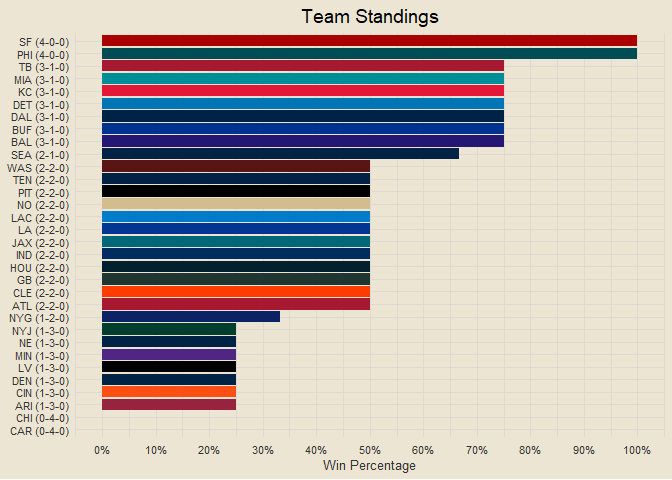 Team Standings
SF (4-0-0)
PHI (4-0-0)
TB (3-1-0)
MIA (3-1-0)
KC (3-1-0)
DET (3-1-0)
DAL (3-1-0)
BUF (3-1-0)
BAL (3-1-0)
SEA (2-1-0)
WAS (2-2-0)
TEN (2-2-0)
PIT (2-2-0)
NO (2-2-0)
LAC (2-2-0)
LA (2-2-0)
JAX (2-2-0)
IND (2-2-0)
HOU (2-2-0)
GB (2-2-0)
CLE (2-2-0)
ATL (2-2-0)
NYG (1-2-0)
NYJ (1-3-0)
NE (1-3-0)
MIN (1-3-0)
LV (1-3-0)
DEN (1-3-0)
CIN (1-3-0)
ARI (1-3-0)
CHI (0-4-0)
CAR (0-4-0)
0% 10% 20% 30% 40% 50% 60% 70% 80% 90% 100%
Win Percentage